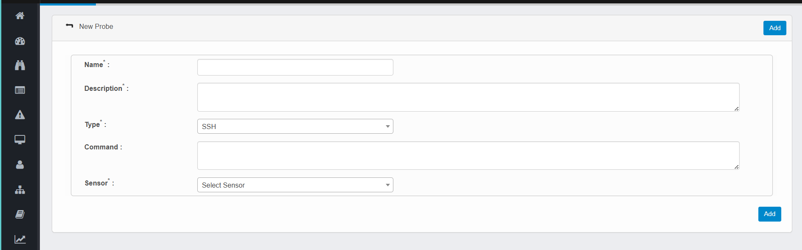 New Probe
Add
Name* :
Description* :
Type* :
SSH
Command :
Sensor* :
Select Sensor
Add